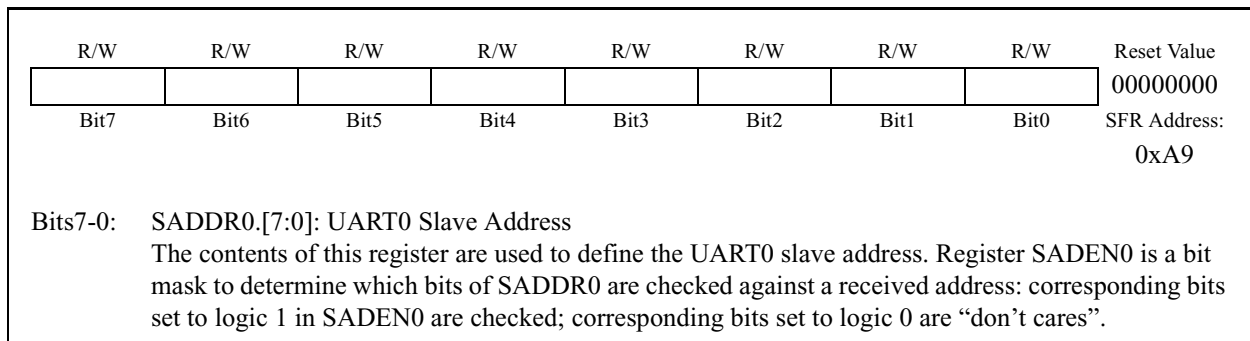 R/W R/W R/W R/W R/W R/W R/W R/W Reset Value
00000000
Bit7 Bit6 Bit5 Bit4 Bit3 Bit2 Bit1 Bit0 SFR Address:
0xA9
Bits7-0: SADDR0.[7:0]: UART0 Slave Address
The contents of this register are used to define the UART0 slave address. Register SADEN0 is a bit
mask to determine which bits of SADDR0 are checked against a received address: corresponding bits
set to logic 1 in SADEN0 are checked; corresponding bits set to logic 0 are “don’t cares”.